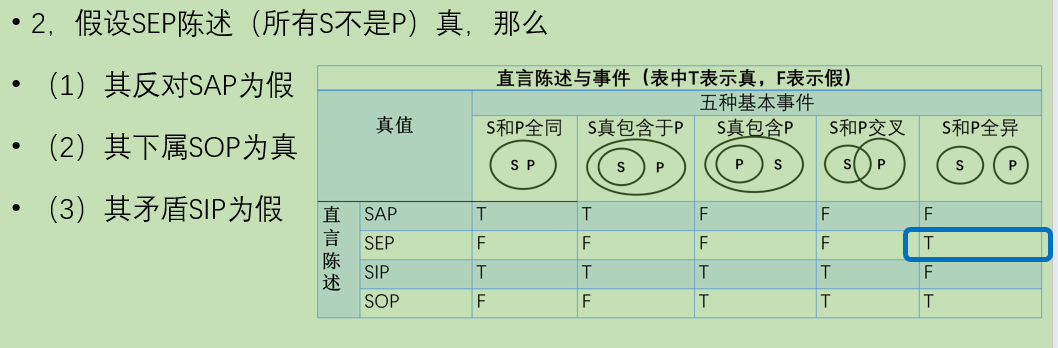 • 2，假设SEP陈述（所有S不是P）真，那么
• （1）其反对SAP为假
• （2）其下属SOP为真
• （3）其矛盾SIP为假
直言陈述与事件（表中T表示真，F表示假）
真值
五种基本事件
S和P全同 S真包含于P S真包含P S和P交叉 S和P全异
S P S P P S S P S P
直言陈述
SAP T T F F F
SEP F F F F T
SIP T T T T F
SOP F F T T T